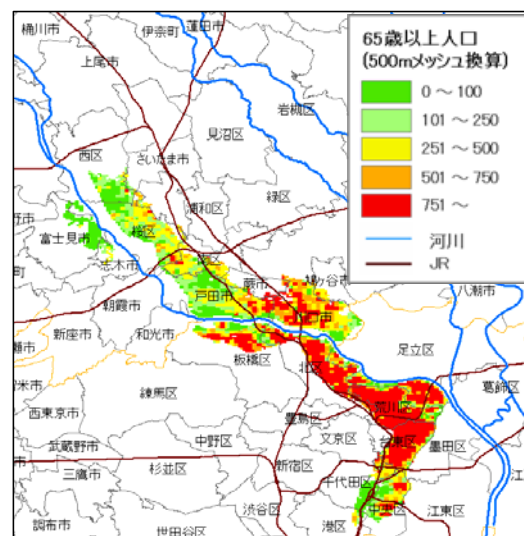 桶川市
伊奈町
蓮田市
上尾市
65歳以上人口
(500mメッシュ換算)
0 ～ 100
101 ～ 250
251 ～ 500
501 ～ 750
751 ～
河川
JR
岩槻区
見沼区
西区
さいたま市
緑区
浦和区
桜区
富士見市
南区
志木市
蕨市
鳩ヶ谷市
八潮市
戸田市
川口市
朝霞市
新座市
和光市
足立区
板橋区
北区
葛飾区
練馬区
荒川区
西東京市
豊島区
文京区
台東区
墨田区
武蔵野市
中野区
新宿区
三鷹市
杉並区
千代田区
渋谷区
中央区
江東区
港区
調布市
世田谷区